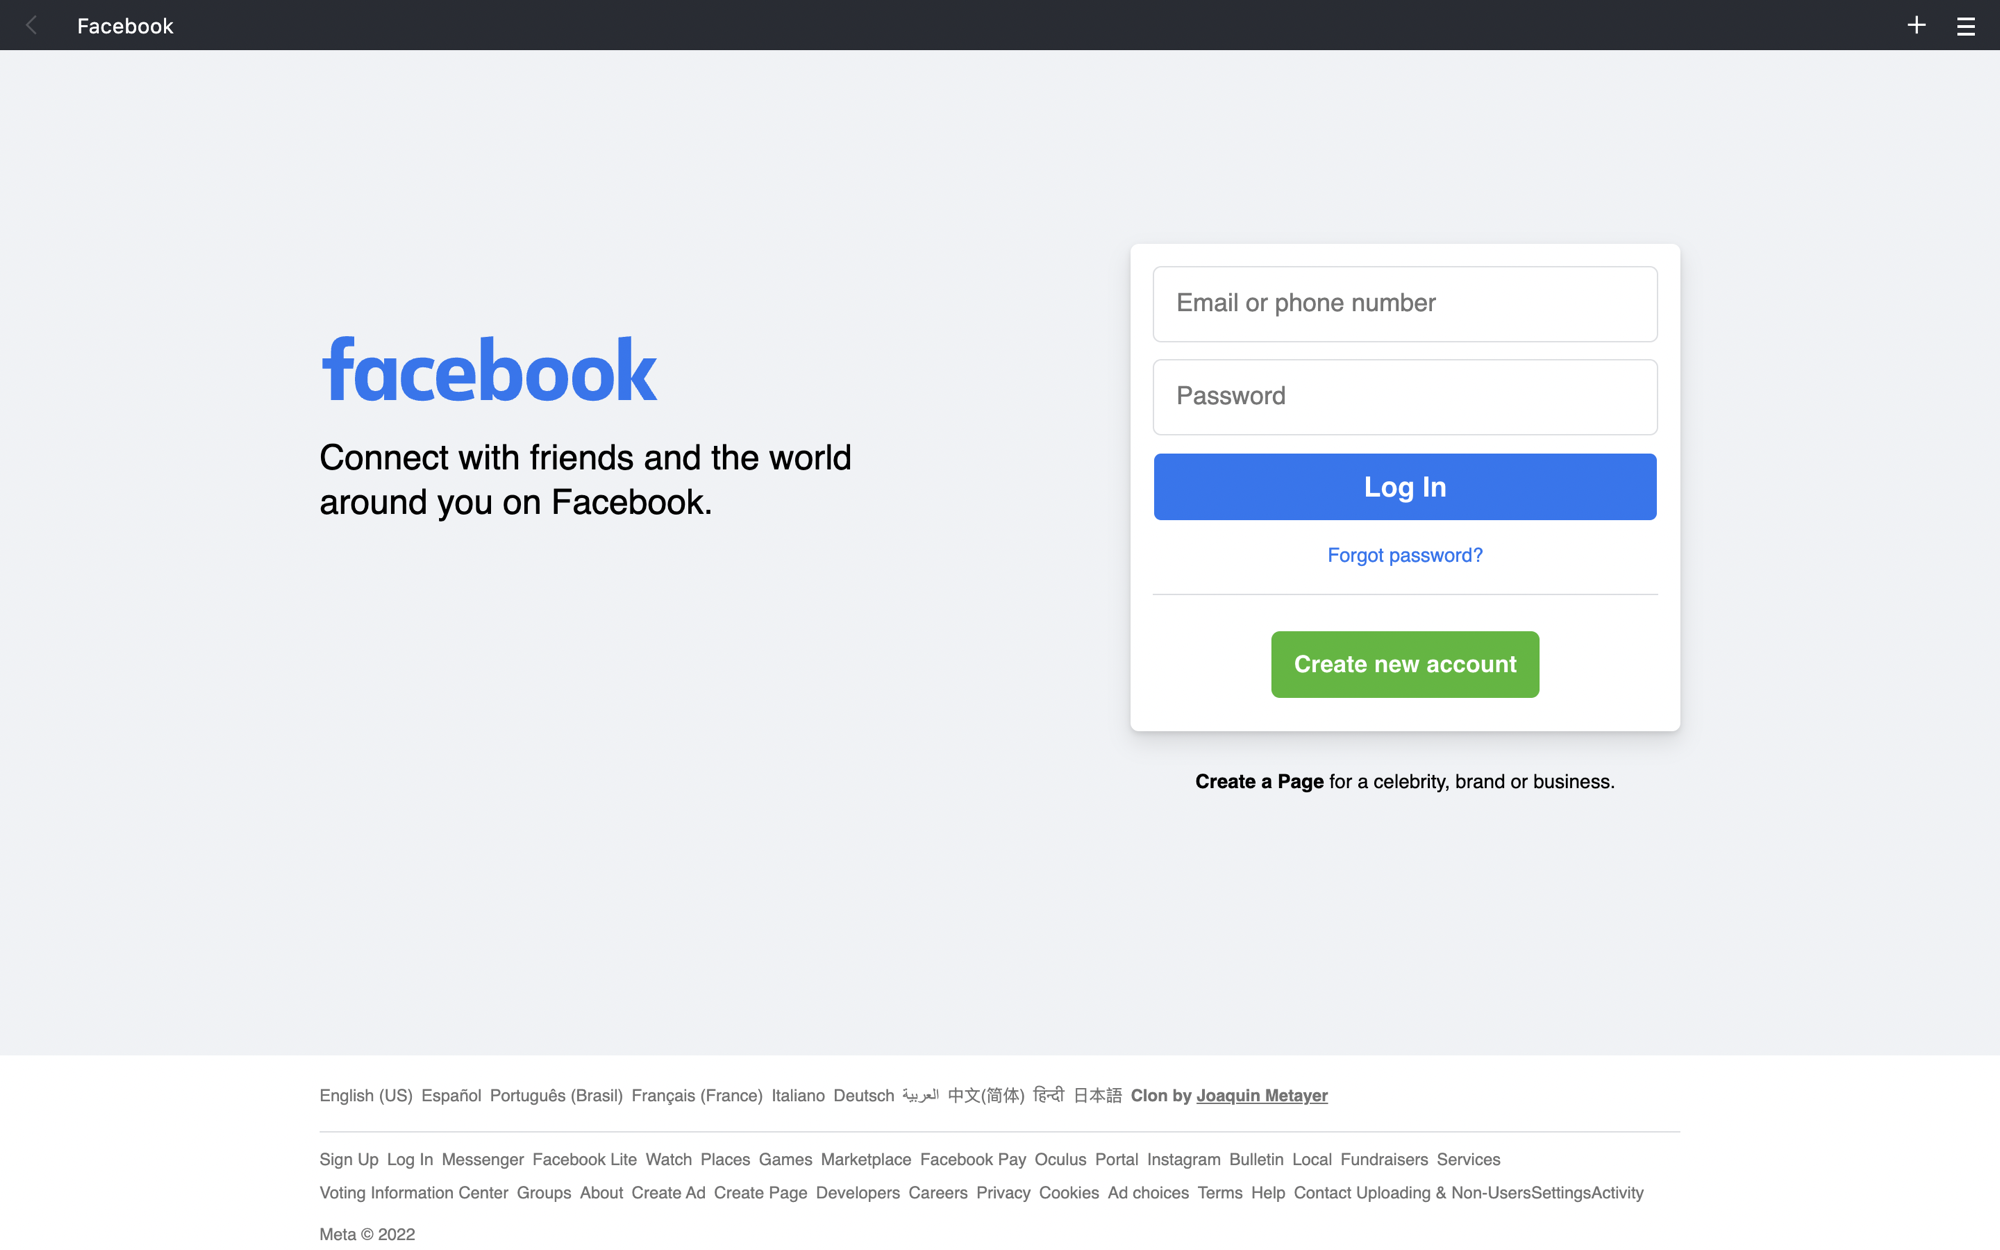 Facebook
facebook
Connect with friends and the world
around you on Facebook.
Email or phone number
Password
Log In
Forgot password?
Create new account
Create a Page for a celebrity, brand or business.
English (US) Español Português (Brasil) Français (France) Italiano Deutsch العربية 中文(简体) हिन्दी 日本語 Clon by Joaquin Metayer
Sign Up Log In Messenger Facebook Lite Watch Places Games Marketplace Facebook Pay Oculus Portal Instagram Bulletin Local Fundraisers Services
Voting Information Center Groups About Create Ad Create Page Developers Careers Privacy Cookies Ad choices Terms Help Contact Uploading & Non-UsersSettingsActivity
Meta © 2022